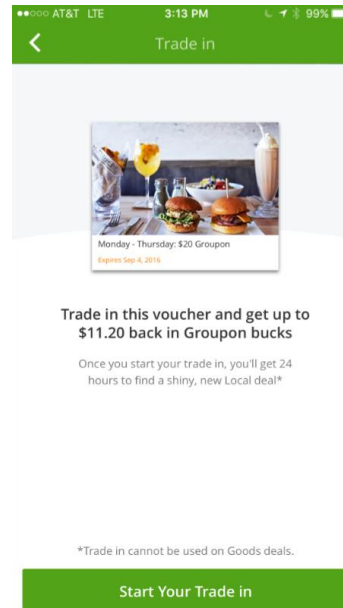 ●●○○○ AT&T LTE 3:13 PM 99%
Trade in
Monday - Thursday: $20 Groupon
Expires Sep 4, 2016
Trade in this voucher and get up to
$11.20 back in Groupon bucks
Once you start your trade in, you'll get 24
hours to find a shiny, new Local deal*
*Trade in cannot be used on Goods deals.
Start Your Trade in